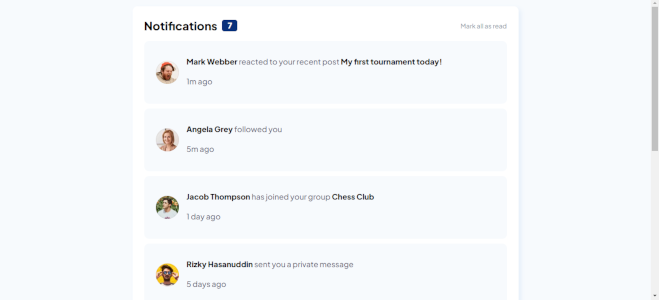 Notifications 7
Mark all as read
Mark Webber reacted to your recent post My first tournament today!
1m ago
Angela Grey followed you
5m ago
Jacob Thompson has joined your group Chess Club
1 day ago
Rizky Hasanuddin sent you a private message
5 days ago